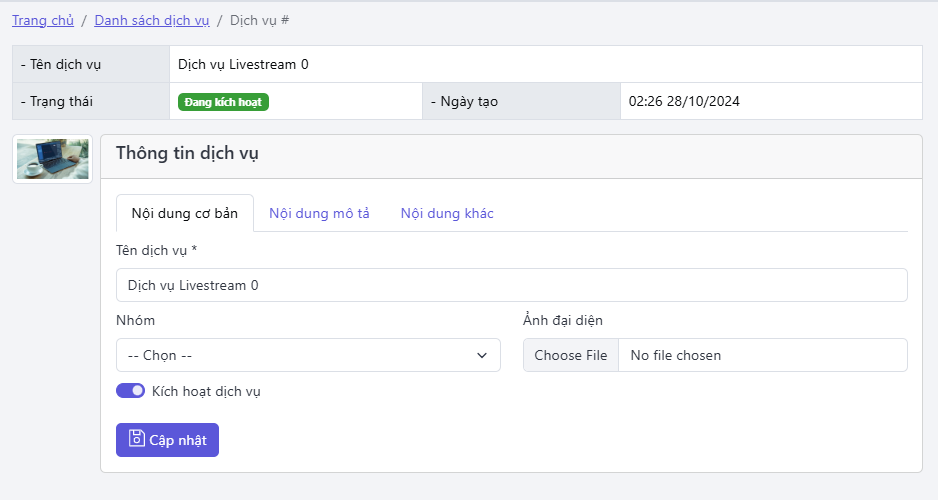 Trang chủ / Danh sách dịch vụ / Dịch vụ #
- Tên dịch vụ Dịch vụ Livestream 0
- Trạng thái Đang kích hoạt - Ngày tạo 02:26 28/10/2024
Thông tin dịch vụ
Nội dung cơ bản Nội dung mô tả Nội dung khác
Tên dịch vụ *
Dịch vụ Livestream 0
Nhóm Ảnh đại diện
-- Chọn -- Choose File No file chosen
Kích hoạt dịch vụ
Cập nhật